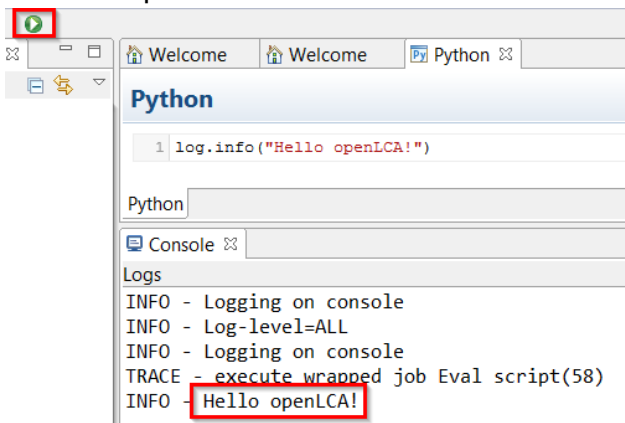 Welcome Welcome Python
Python
1 log.info("Hello openLCA!")
Python
Console
Logs
INFO - Logging on console
INFO - Log-level=ALL
INFO - Logging on console
TRACE - execute wrapped job Eval script(58)
INFO - Hello openLCA!